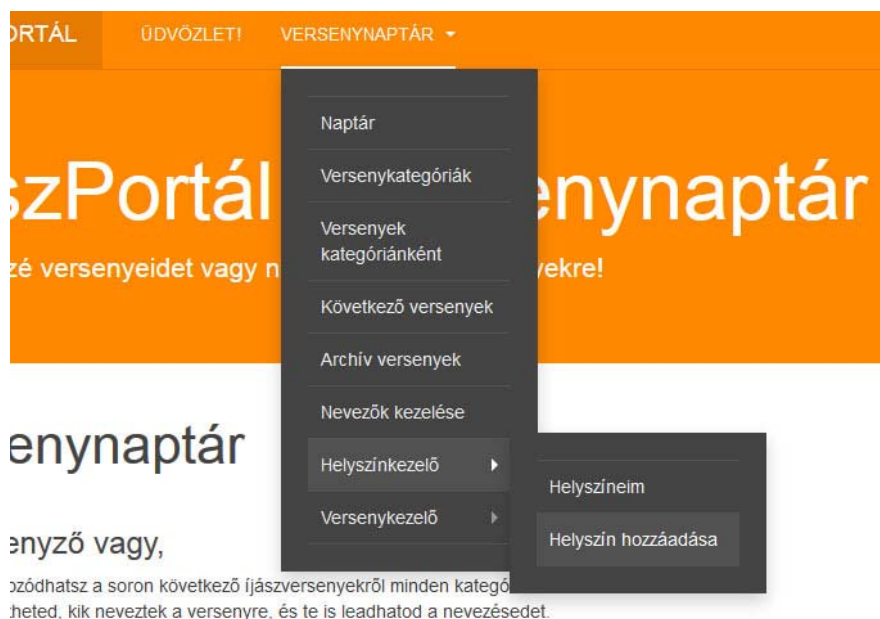 ORTÁL ÜDVÖZLET! VERSENYNAPTÁR
Naptár
Versenykategóriák
Versenyek
kategóriánként
Következő versenyek
Archív versenyek
Nevezők kezelése
Helyszínkezelő
Versenykezelő
Helyszíneim
Helyszín hozzáadása
szPortál enynaptár
zé versenyeidet vagy n yekre!
enynaptár
enyző vagy,
ozódhatsz a soron következő íjászversenyekről minden kategó
theted, kik neveztek a versenyre, és te is leadhatod a nevezésedet.